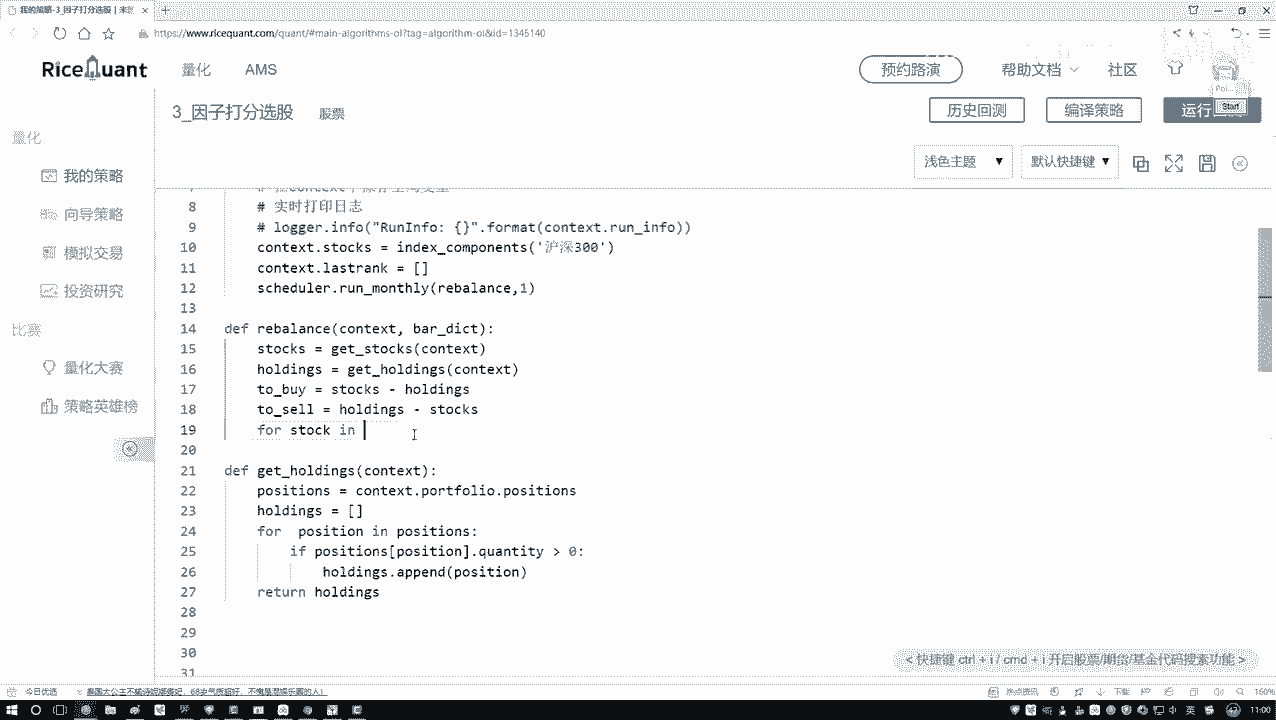 我的策略-3_因子打分选股 | 来
https://www.ricequant.com/quant/#main-algorithms-ol?tag=algorithm-ol&id=1345140
RiceQuant
量化
AMS
预约路演
帮助文档
社区
Start
3_因子打分选股
股票
历史回测
编译策略
运行
浅色主题 ▼
默认快捷键 ▼
量化
我的策略
向导策略
模拟交易
投资研究
比赛
量化大赛
策略英雄榜
8 # 实时打印日志
9 # logger.info("RunInfo: {}".format(context.run_info))
10 context.stocks = index_components('沪深300')
11 context.lastrank = []
12 scheduler.run_monthly(rebalance,1)
13
14 def rebalance(context, bar_dict):
15 stocks = get_stocks(context)
16 holdings = get_holdings(context)
17 to_buy = stocks - holdings
18 to_sell = holdings - stocks
19 for stock in
20
21 def get_holdings(context):
22 positions = context.portfolio.positions
23 holdings = []
24 for  position in positions:
25 if positions[position].quantity > 0:
26 holdings.append(position)
27 return holdings
28
29
30
31
< 快捷键 ctrl + i / cmd + i 开启股票/期货/基金代码搜索功能 >
今日优选
热点资讯
下载
160%
英
11:00